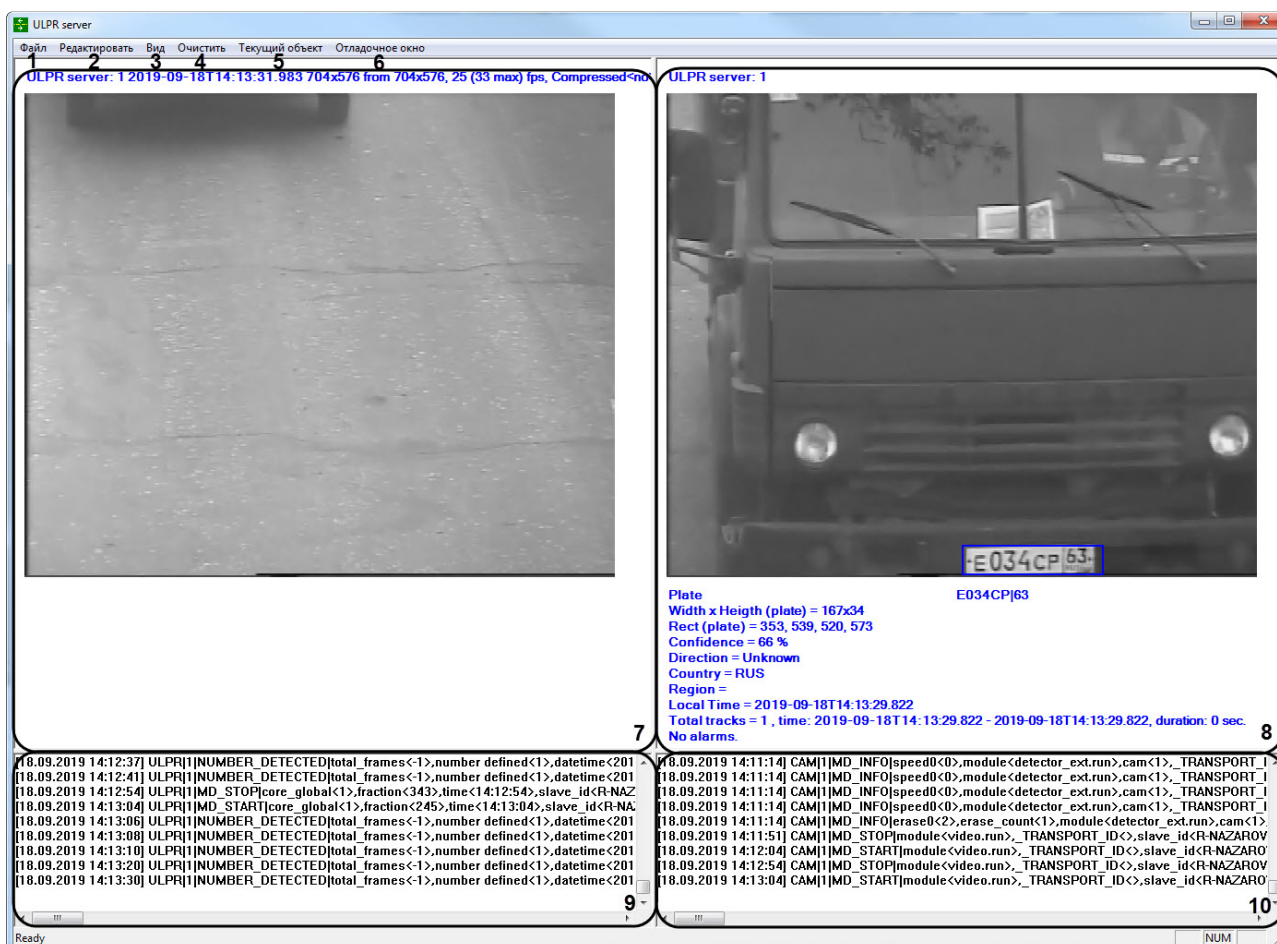 ULPR server
Файл Редактировать Вид Очистить Текущий объект Отладочное окно
1 2 3 4 5 6
ULPR server: 1 2019-09-18T14:13:31.983 704x576 from 704x576, 25 (33 max) fps, Compressed<no
ULPR server: 1
E034CP 63
Plate E034CP|63
Width x Heigth (plate) = 167x34
Rect (plate) = 353, 539, 520, 573
Confidence = 66 %
Direction = Unknown
Country = RUS
Region =
Local Time = 2019-09-18T14:13:29.822
Total tracks = 1 , time: 2019-09-18T14:13:29.822 - 2019-09-18T14:13:29.822, duration: 0 sec.
No alarms.
7
8
[18.09.2019 14:12:37] ULPR|1|NUMBER_DETECTED|total_frames<-1>,number defined<1>,datetime<201
[18.09.2019 14:12:41] ULPR|1|NUMBER_DETECTED|total_frames<-1>,number defined<1>,datetime<201
[18.09.2019 14:12:54] ULPR|1|MD_STOP|core_global<1>,fraction<343>,time<14:12:54>,slave_id<R-NAZ
[18.09.2019 14:13:04] ULPR|1|MD_START|core_global<1>,fraction<245>,time<14:13:04>,slave_id<R-NAZ
[18.09.2019 14:13:06] ULPR|1|NUMBER_DETECTED|total_frames<-1>,number defined<1>,datetime<201
[18.09.2019 14:13:08] ULPR|1|NUMBER_DETECTED|total_frames<-1>,number defined<1>,datetime<201
[18.09.2019 14:13:10] ULPR|1|NUMBER_DETECTED|total_frames<-1>,number defined<1>,datetime<201
[18.09.2019 14:13:20] ULPR|1|NUMBER_DETECTED|total_frames<-1>,number defined<1>,datetime<201
[18.09.2019 14:13:30] ULPR|1|NUMBER_DETECTED|total_frames<-1>,number defined<1>,datetime<201
9
[18.09.2019 14:11:14] CAM|1|MD_INFO|speed0<0>,module<detector_ext.run>,cam<1>,_TRANSPORT_I
[18.09.2019 14:11:14] CAM|1|MD_INFO|speed0<0>,module<detector_ext.run>,cam<1>,_TRANSPORT_I
[18.09.2019 14:11:14] CAM|1|MD_INFO|speed0<0>,module<detector_ext.run>,cam<1>,_TRANSPORT_I
[18.09.2019 14:11:14] CAM|1|MD_INFO|speed0<0>,module<detector_ext.run>,cam<1>,_TRANSPORT_I
[18.09.2019 14:11:14] CAM|1|MD_INFO|erase0<2>,erase_count<1>,module<detector_ext.run>,cam<1>,
[18.09.2019 14:11:51] CAM|1|MD_STOP|module<video.run>,_TRANSPORT_ID<>,slave_id<R-NAZAROV
[18.09.2019 14:12:04] CAM|1|MD_START|module<video.run>,_TRANSPORT_ID<>,slave_id<R-NAZARO
[18.09.2019 14:12:54] CAM|1|MD_STOP|module<video.run>,_TRANSPORT_ID<>,slave_id<R-NAZAROV
[18.09.2019 14:13:04] CAM|1|MD_START|module<video.run>,_TRANSPORT_ID<>,slave_id<R-NAZARO
10
Ready NUM